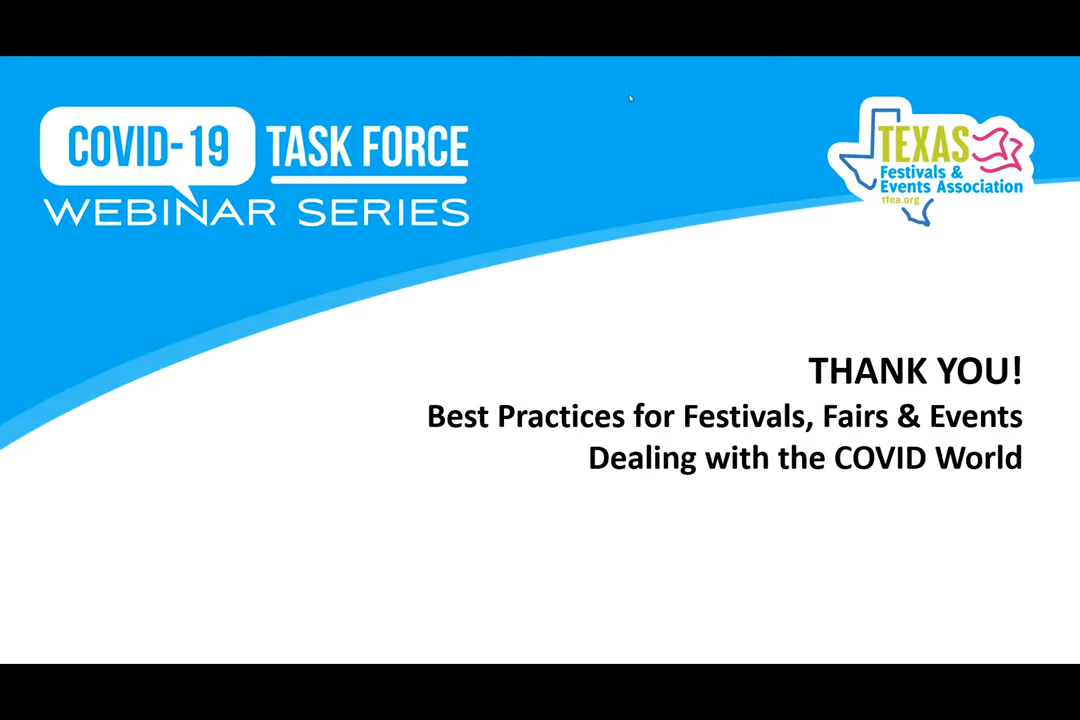 COVID-19 TASK FORCE
WEBINAR SERIES
TEXAS
Festivals &
Events Association
tfea.org
THANK YOU!
Best Practices for Festivals, Fairs & Events
Dealing with the COVID World